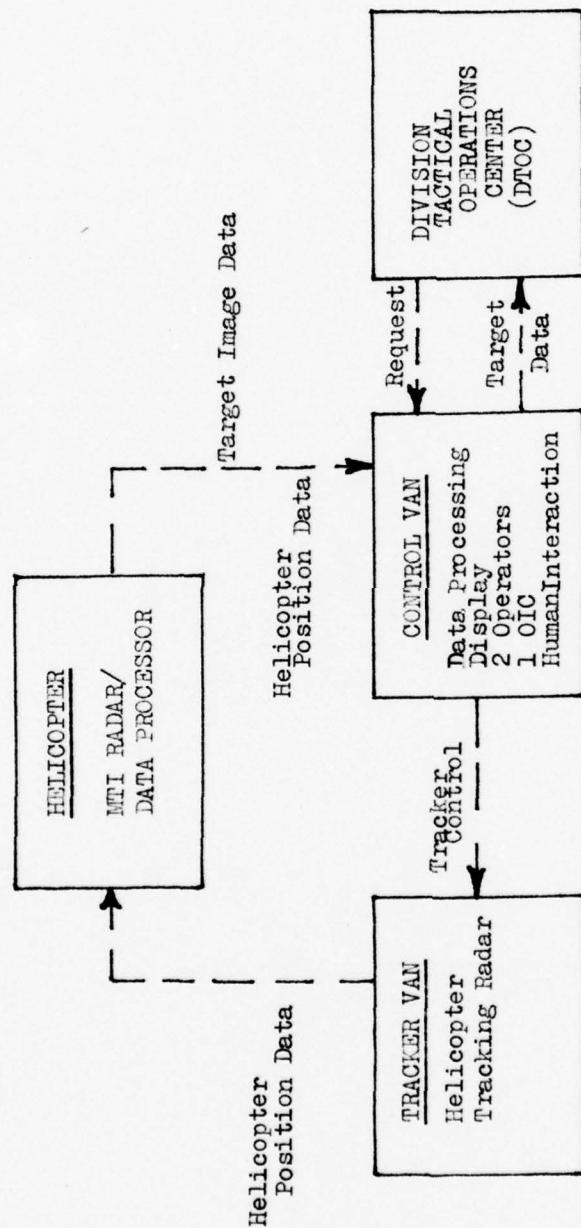 HELICOPTER
MTI RADAR/
DATA PROCESSOR
Helicopter
Position Data
Target Image Data
Helicopter
Position Data
TRACKER VAN
Helicopter
Tracking Radar
Tracker
Control
CONTROL VAN
Data Processing
Display
2 Operators
1 OIC
HumanInteraction
Request
Target
Data
DIVISION
TACTICAL
OPERATIONS
CENTER
(DTOC)